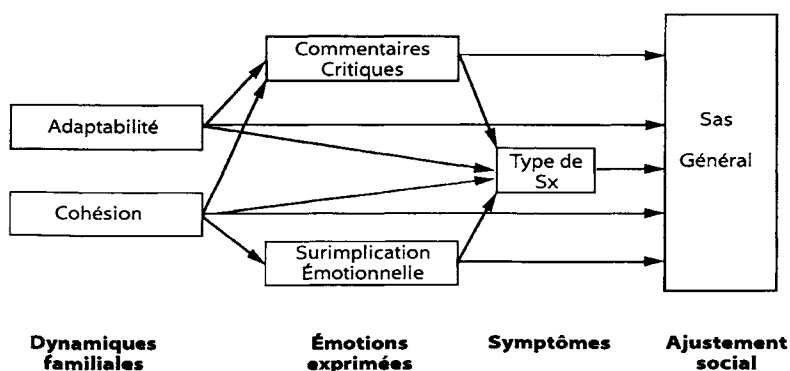 Commentaires
Critiques
Adaptabilité
Sas
Général
Type de
Sx
Cohésion
Surimplication
Émotionnelle
Dynamiques
familiales
Émotions
exprimées
Symptômes
Ajustement
social